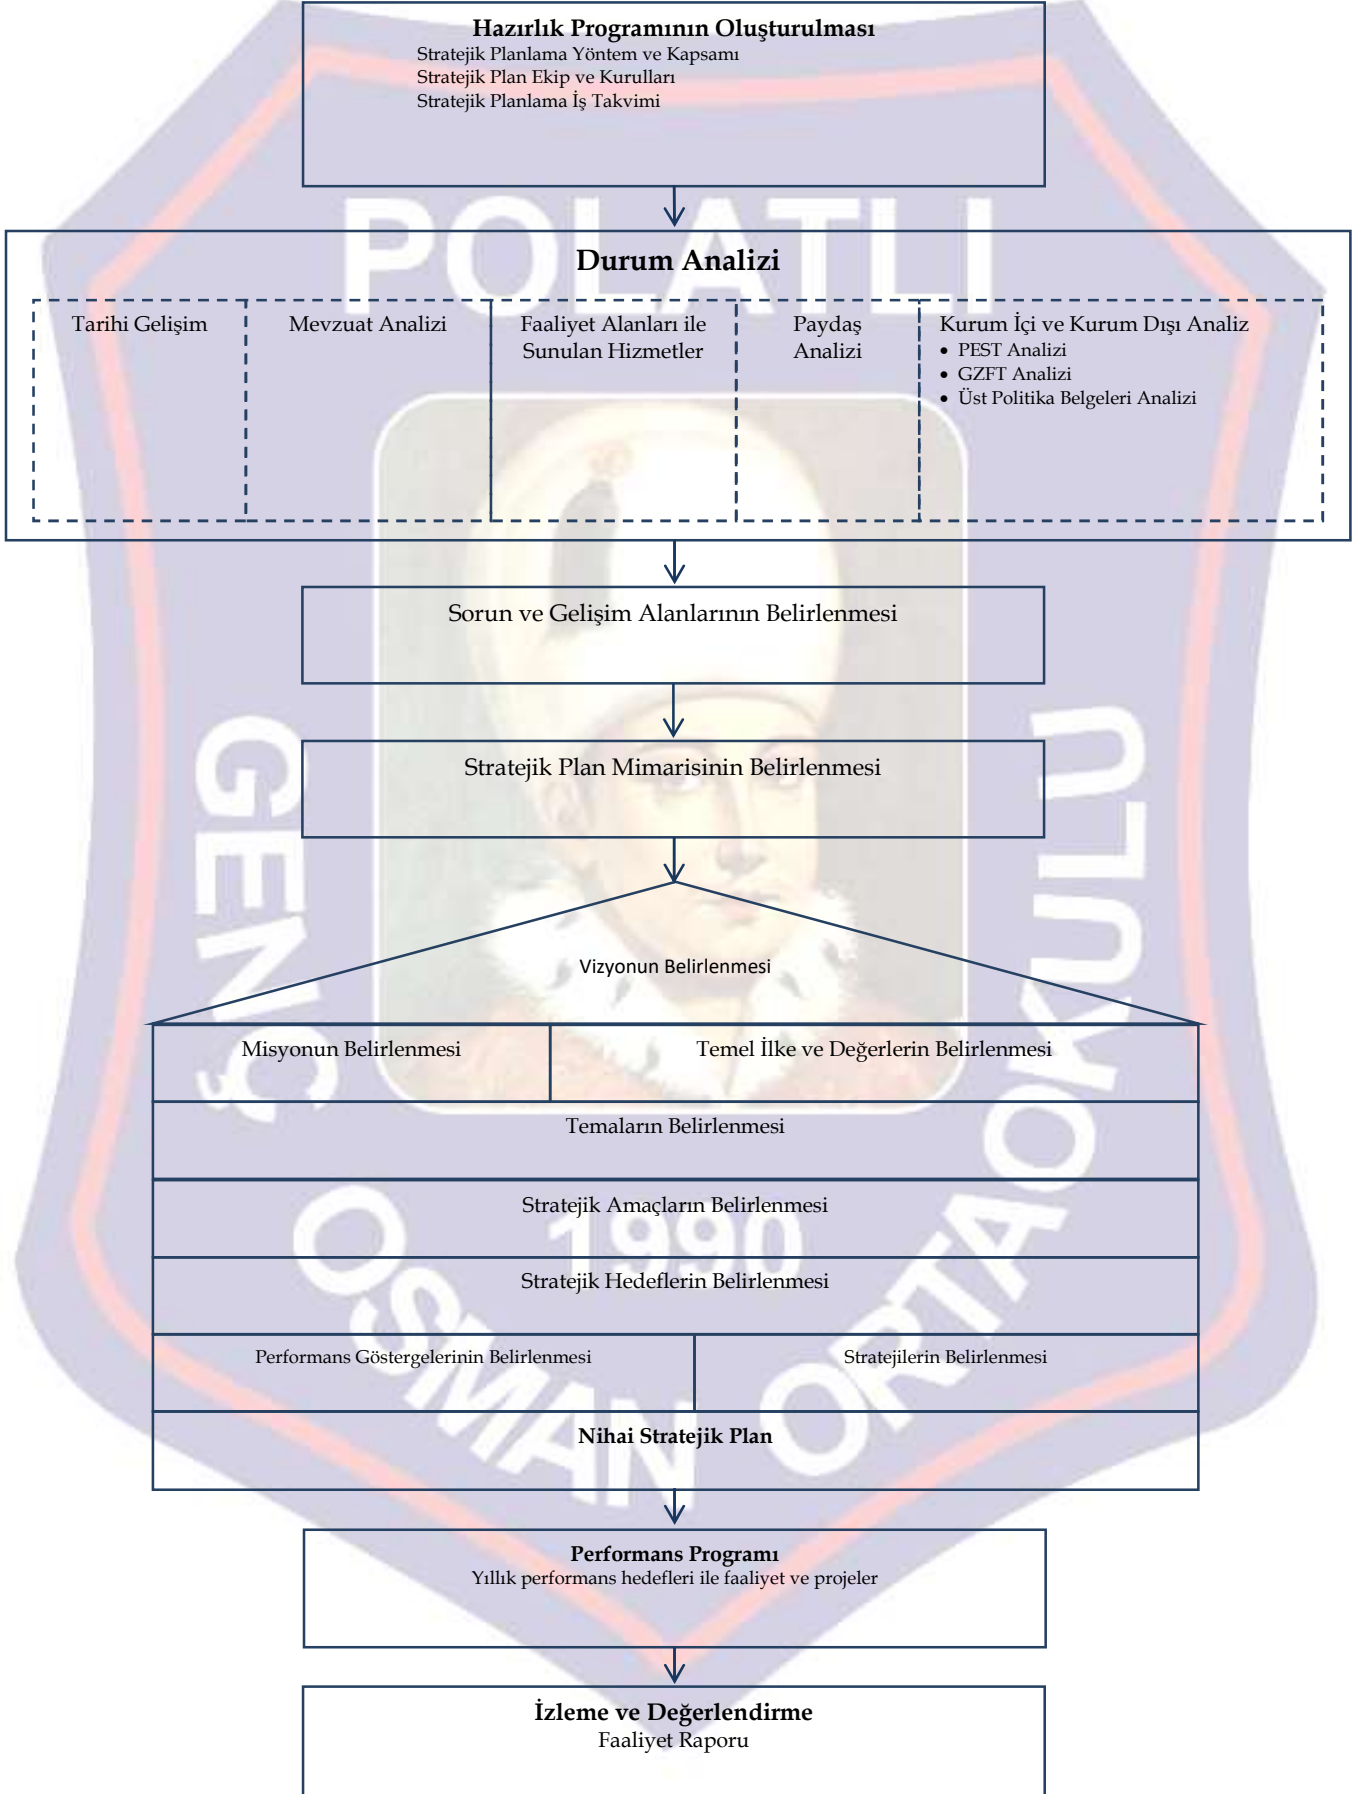 Hazırlık Programının Oluşturulması
Stratejik Planlama Yöntem ve Kapsamı
Stratejik Plan Ekip ve Kurulları
Stratejik Planlama İş Takvimi
POLATLI
Durum Analizi
Tarihi Gelişim
Mevzuat Analizi
Faaliyet Alanları ile
Sunulan Hizmetler
Paydaş
Analizi
Kurum İçi ve Kurum Dışı Analiz
• PEST Analizi
• GZFT Analizi
• Üst Politika Belgeleri Analizi
Sorun ve Gelişim Alanlarının Belirlenmesi
Stratejik Plan Mimarisinin Belirlenmesi
Vizyonun Belirlenmesi
Misyonun Belirlenmesi
Temel İlke ve Değerlerin Belirlenmesi
Temaların Belirlenmesi
Stratejik Amaçların Belirlenmesi
1990
Stratejik Hedeflerin Belirlenmesi
Performans Göstergelerinin Belirlenmesi
Stratejilerin Belirlenmesi
GENÇ OSMAN ORTAOKULU
Nihai Stratejik Plan
Performans Programı
Yıllık performans hedefleri ile faaliyet ve projeler
İzleme ve Değerlendirme
Faaliyet Raporu